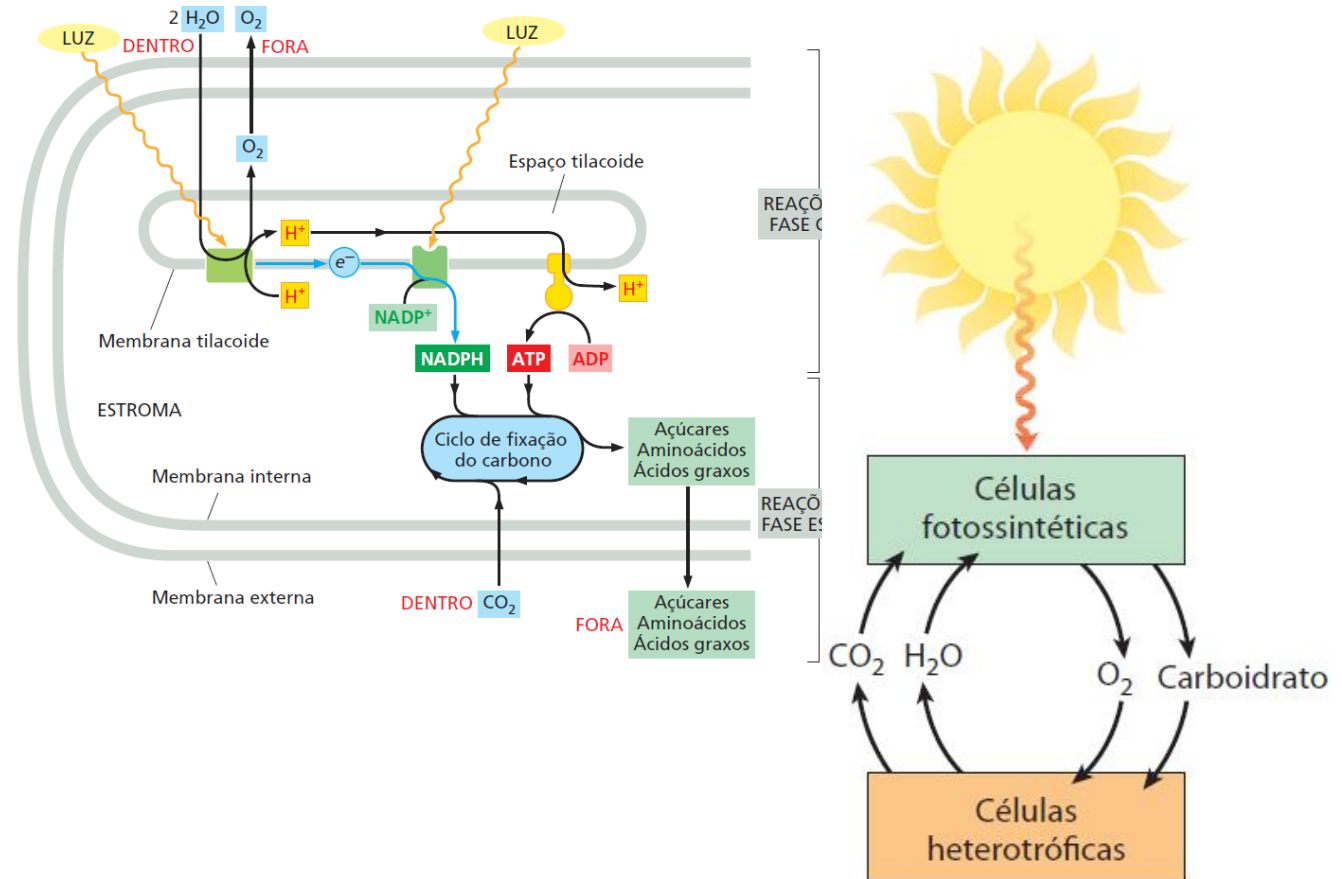 2 H₂O O₂
LUZ
DENTRO
FORA
LUZ
O₂
Espaço tilacoide
H⁺
e⁻
H⁺
H⁺
NADP⁺
Membrana tilacoide
NADPH
ATP
ADP
ESTROMA
Ciclo de fixação
do carbono
Açúcares
Aminoácidos
Ácidos graxos
Membrana interna
Membrana externa
DENTRO CO₂
FORA
Açúcares
Aminoácidos
Ácidos graxos
REAÇÕ
FASE
REAÇÕ
FASE ES
Células
fotossintéticas
CO₂ H₂O
O₂ Carboidrato
Células
heterotróficas